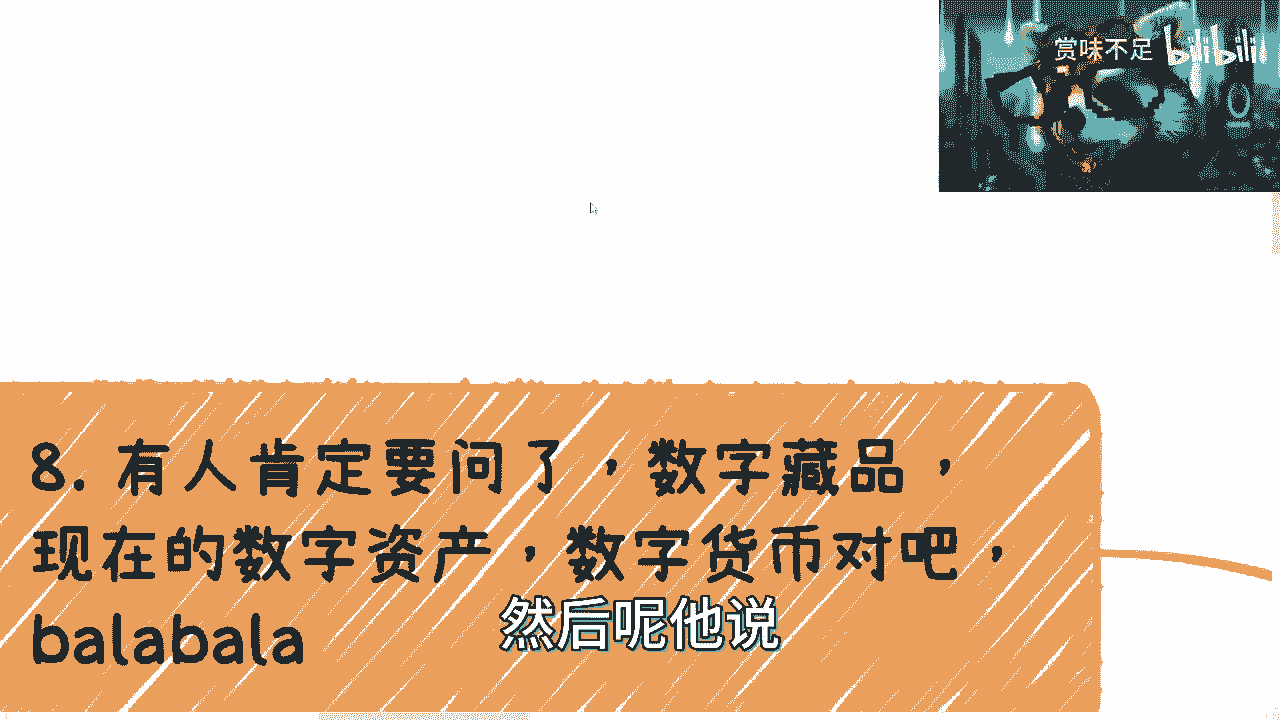 赏味不足 bilibili
8. 有人肯定要问了，数字藏品，
现在的数字资产，数字货币对吧，
balabala
然后呢他说